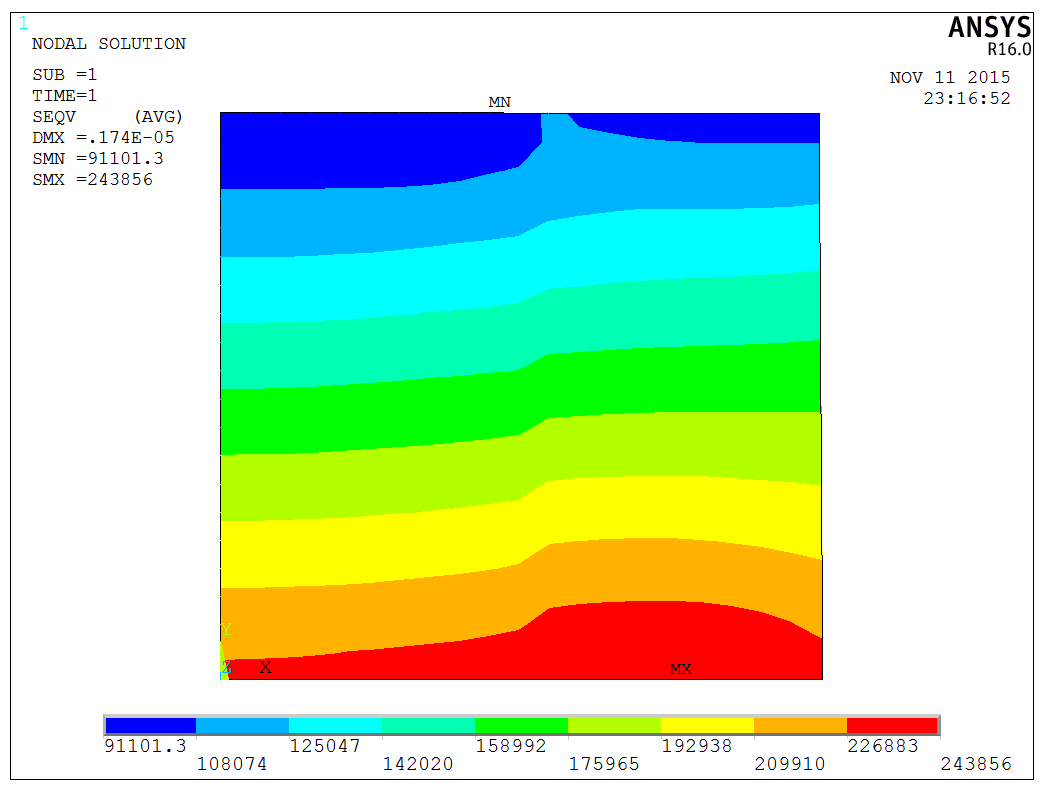 1
ANSYS
R16.0
NODAL SOLUTION
SUB =1
TIME=1
SEQV (AVG)
DMX =.174E-05
SMN =91101.3
SMX =243856
NOV 11 2015
23:16:52
MN
Y
Z X
MX
91101.3 125047 158992 192938 226883
108074 142020 175965 209910 243856